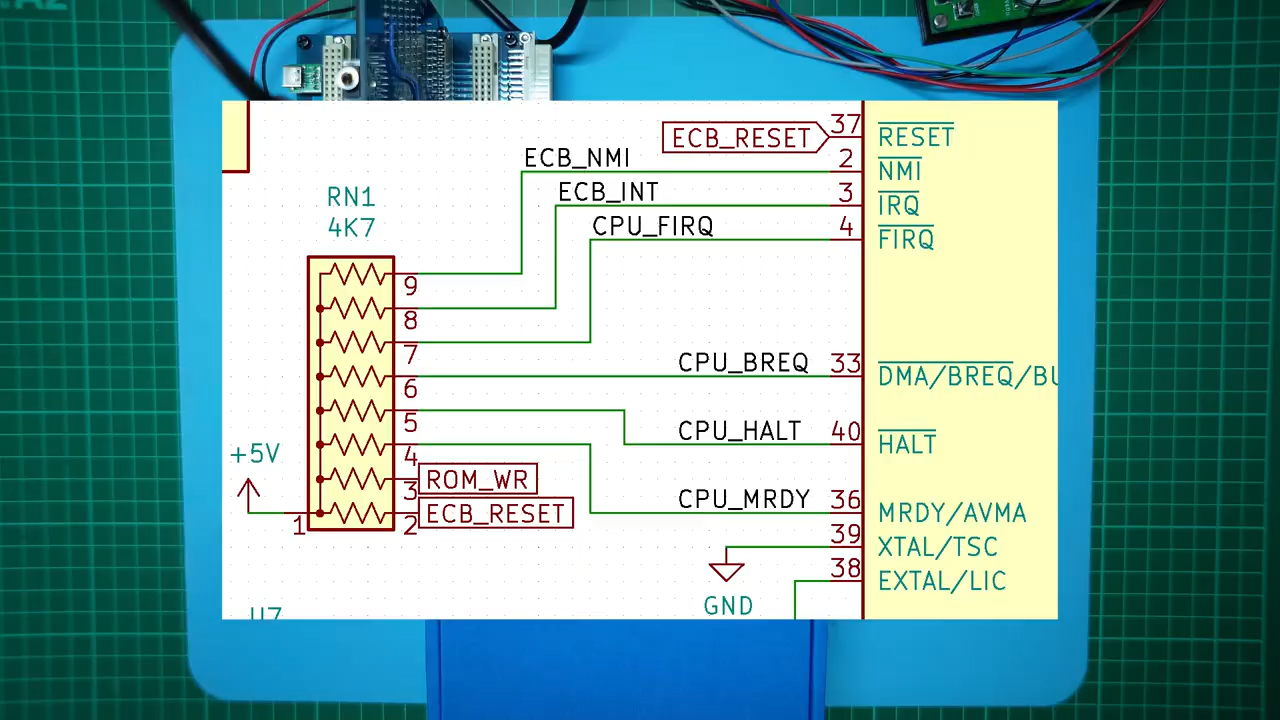 ECB_RESET
37
RESET
ECB_NMI
2
NMI
ECB_INT
3
IRQ
CPU_FIRQ
4
FIRQ
RN1
4K7
9
8
7
6
5
4
3
2
1
+5V
ROM_WR
ECB_RESET
CPU_BREQ
33
DMA/BREQ/BU
CPU_HALT
40
HALT
CPU_MRDY
36
MRDY/AVMA
39
XTAL/TSC
38
EXTAL/LIC
GND
U7